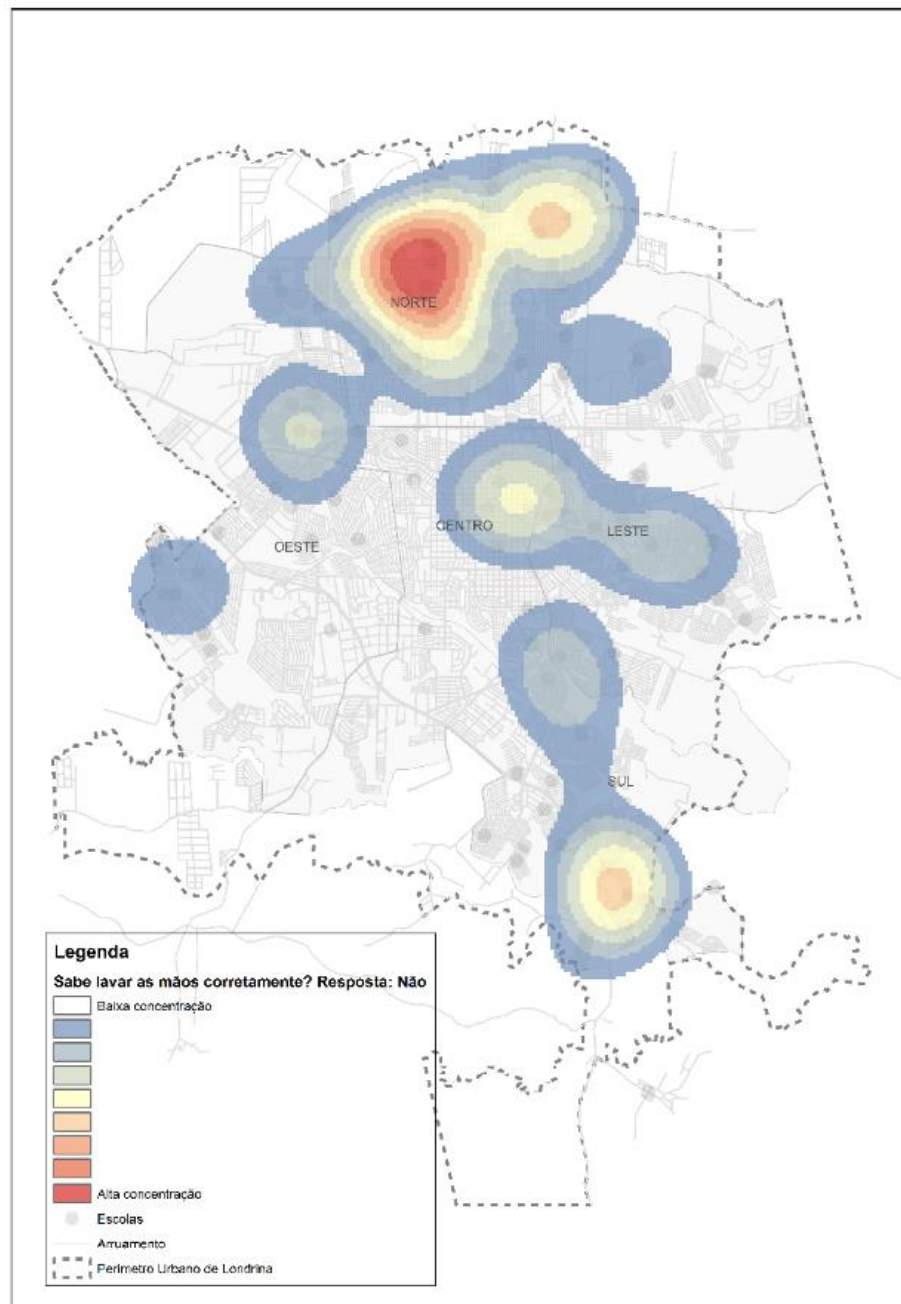 NORTE
CENTRO
LESTE
OESTE
SUL
Legenda
Sabe lavar as mãos corretamente? Resposta: Não
Baixa concentração
Alta concentração
Escolas
Arruamento
Perímetro Urbano de Londrina